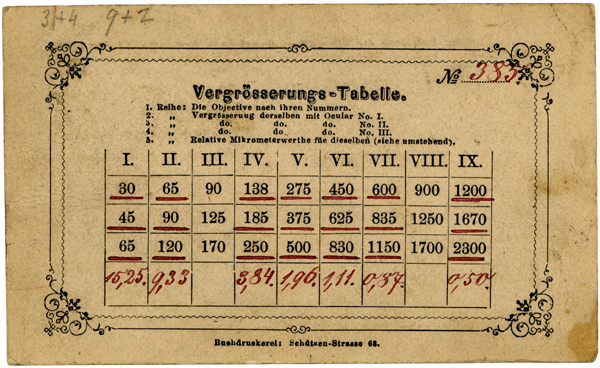 3+4 9+2
№ 383.
Vergrösserungs-Tabelle.
1. Reihe: Die Objective nach ihren Nummern.
2. „ Vergrösseruug derselben mit Ocular No. I.
3. „ do. do. do. No. II.
4. „ do. do. do. No. III.
5. „ Relative Mikrometerwerthe für dieselben (siehe umstehend).
I. II. III. IV. V. VI. VII. VIII. IX.
30 65 90 138 275 450 600 900 1200
45 90 125 185 375 625 835 1250 1670
65 120 170 250 500 830 1150 1700 2300
15,25. 9,33 3,84. 1,96. 1,11. 0,87. 0,50.
Buchdruckerei: Schützen-Strasse 68.